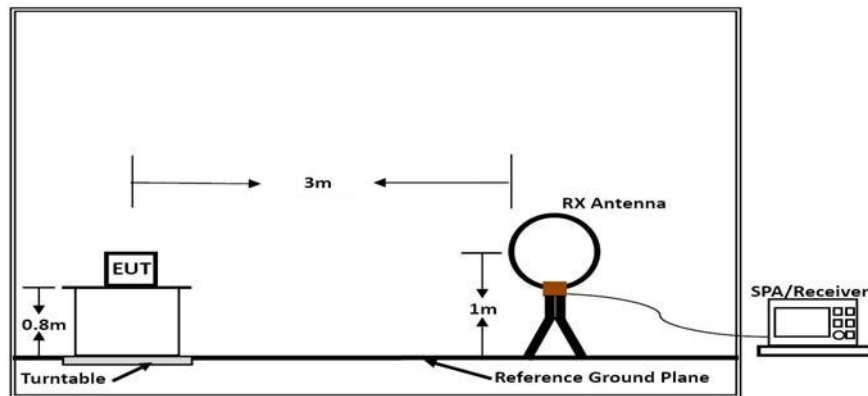 3m
RX Antenna
EUT
SPA/Receiver
0.8m
1m
Turntable
Reference Ground Plane